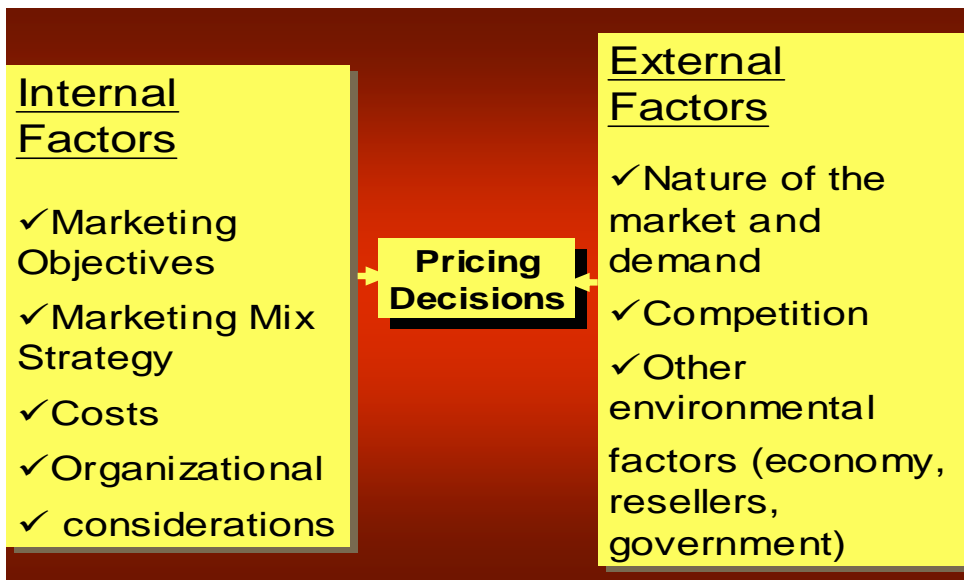 Internal
Factors
✓Marketing
Objectives
✓Marketing Mix
Strategy
✓Costs
✓Organizational
✓ considerations
Pricing
Decisions
External
Factors
✓Nature of the
market and
demand
✓Competition
✓Other
environmental
factors (economy,
resellers,
government)